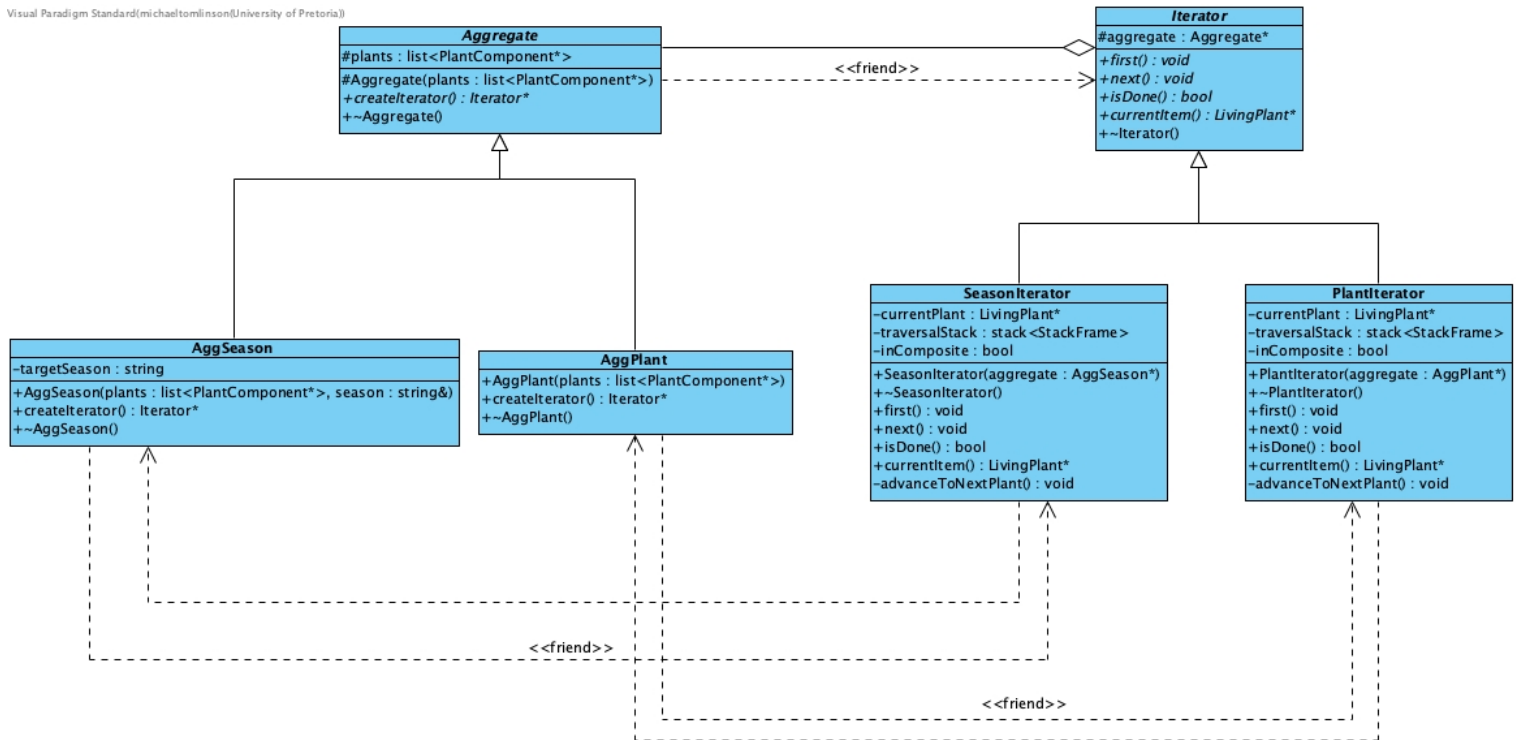 Visual Paradigm Standard(michaeltomlinson(University of Pretoria))
Aggregate
#plants : list<PlantComponent*>
#Aggregate(plants : list<PlantComponent*>)
+createIterator() : Iterator*
+~Aggregate()
<<friend>>
Iterator
#aggregate : Aggregate*
+first() : void
+next() : void
+isDone() : bool
+currentItem() : LivingPlant*
+~Iterator()
AggSeason
-targetSeason : string
+AggSeason(plants : list<PlantComponent*>, season : string&)
+createIterator() : Iterator*
+~AggSeason()
AggPlant
+AggPlant(plants : list<PlantComponent*>)
+createIterator() : Iterator*
+~AggPlant()
SeasonIterator
-currentPlant : LivingPlant*
-traversalStack : stack<StackFrame>
-inComposite : bool
+SeasonIterator(aggregate : AggSeason*)
+~SeasonIterator()
+first() : void
+next() : void
+isDone() : bool
+currentItem() : LivingPlant*
-advanceToNextPlant() : void
PlantIterator
-currentPlant : LivingPlant*
-traversalStack : stack<StackFrame>
-inComposite : bool
+PlantIterator(aggregate : AggPlant*)
+~PlantIterator()
+first() : void
+next() : void
+isDone() : bool
+currentItem() : LivingPlant*
-advanceToNextPlant() : void
<<friend>>
<<friend>>